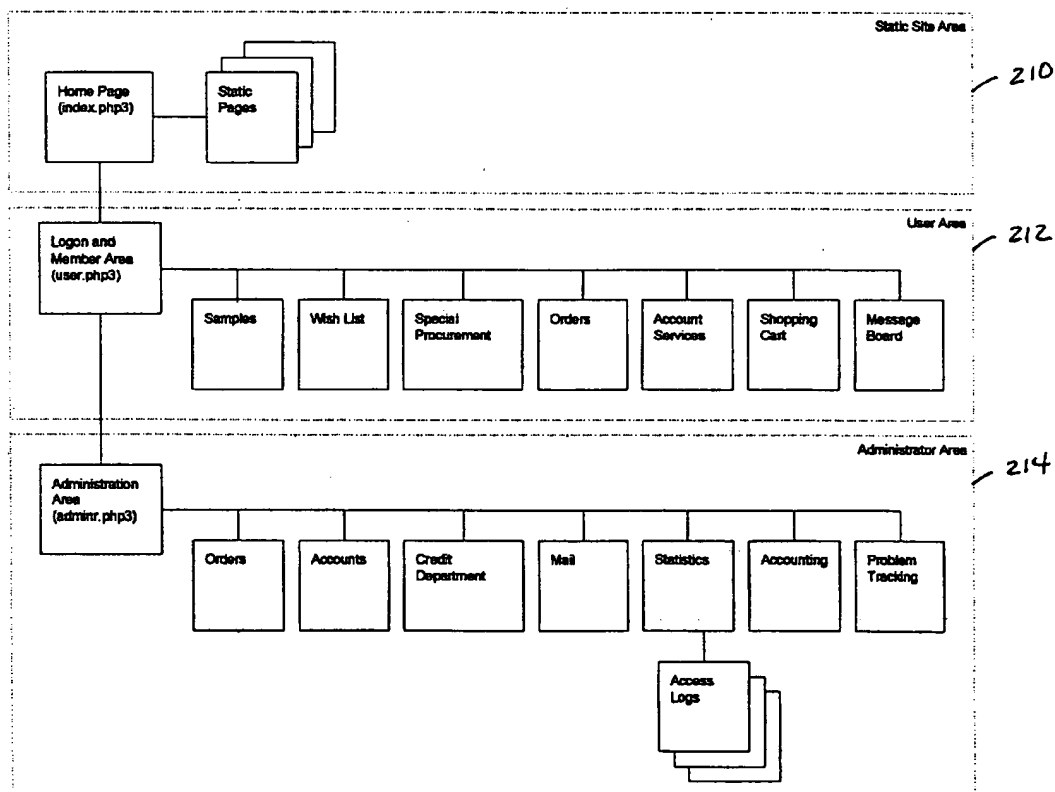 Static Site Area
210
Home Page
(index.php3)
Static
Pages
User Area
212
Logon and
Member Area
(user.php3)
Samples
Wish List
Special
Procurement
Orders
Account
Services
Shopping
Cart
Message
Board
Administrator Area
214
Administration
Area
(adminr.php3)
Orders
Accounts
Credit
Department
Mail
Statistics
Accounting
Problem
Tracking
Access
Logs